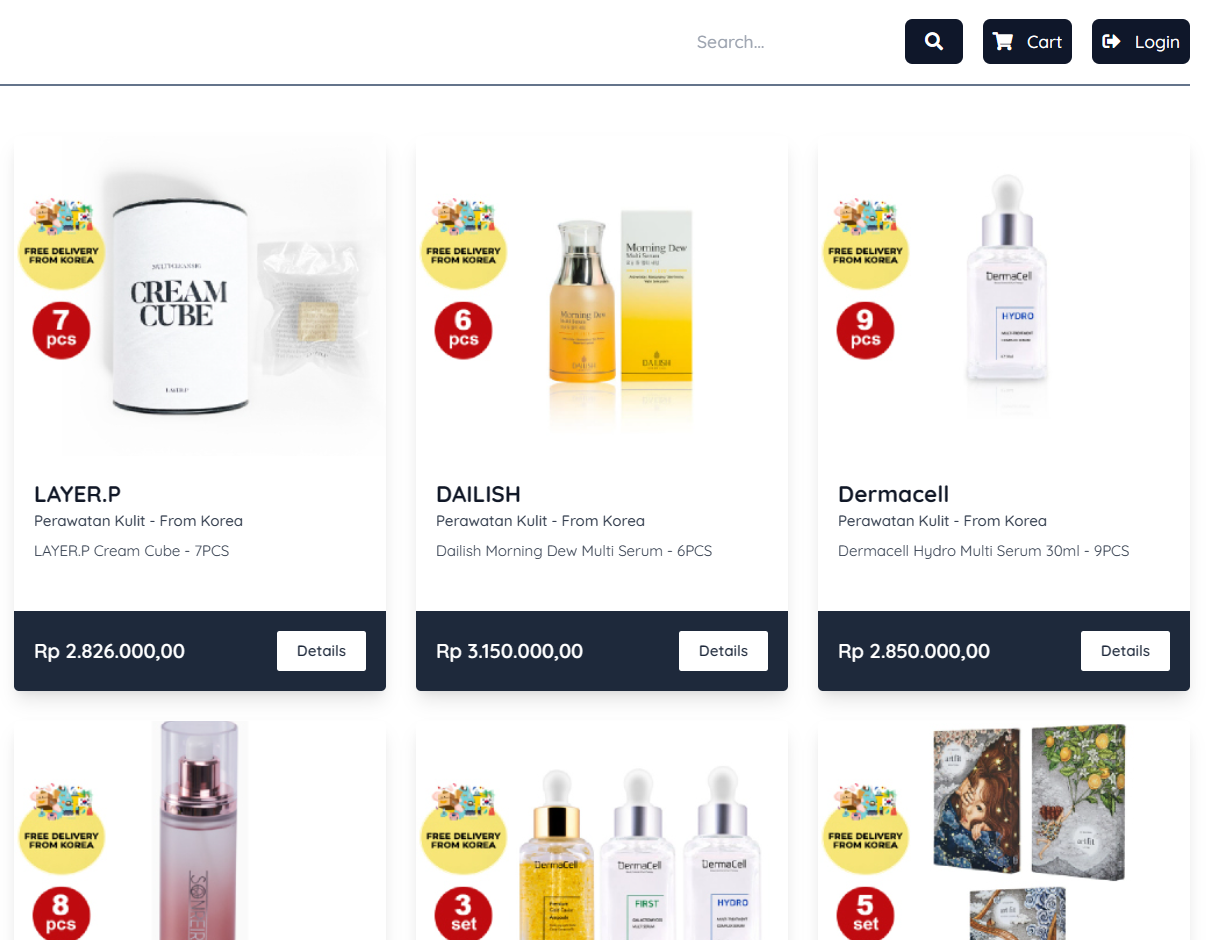 Search...
Cart
Login
FREE DELIVERY
FROM KOREA
7
pcs
CREAM
CUBE
LAYER.P
FREE DELIVERY
FROM KOREA
6
pcs
Morning Dew
Multi Serum
DAILISH
Morning Dew
Multi Serum
DAILISH
FREE DELIVERY
FROM KOREA
9
pcs
DermaCell
HYDRO
LAYER.P
Perawatan Kulit - From Korea
LAYER.P Cream Cube - 7PCS
DAILISH
Perawatan Kulit - From Korea
Dailish Morning Dew Multi Serum - 6PCS
Dermacell
Perawatan Kulit - From Korea
Dermacell Hydro Multi Serum 30ml - 9PCS
Rp 2.826.000,00
Details
Rp 3.150.000,00
Details
Rp 2.850.000,00
Details
FREE DELIVERY
FROM KOREA
8
pcs
FREE DELIVERY
FROM KOREA
3
set
DermaCell
DermaCell
FIRST
DermaCell
HYDRO
FREE DELIVERY
FROM KOREA
5
set
artfit
artfit